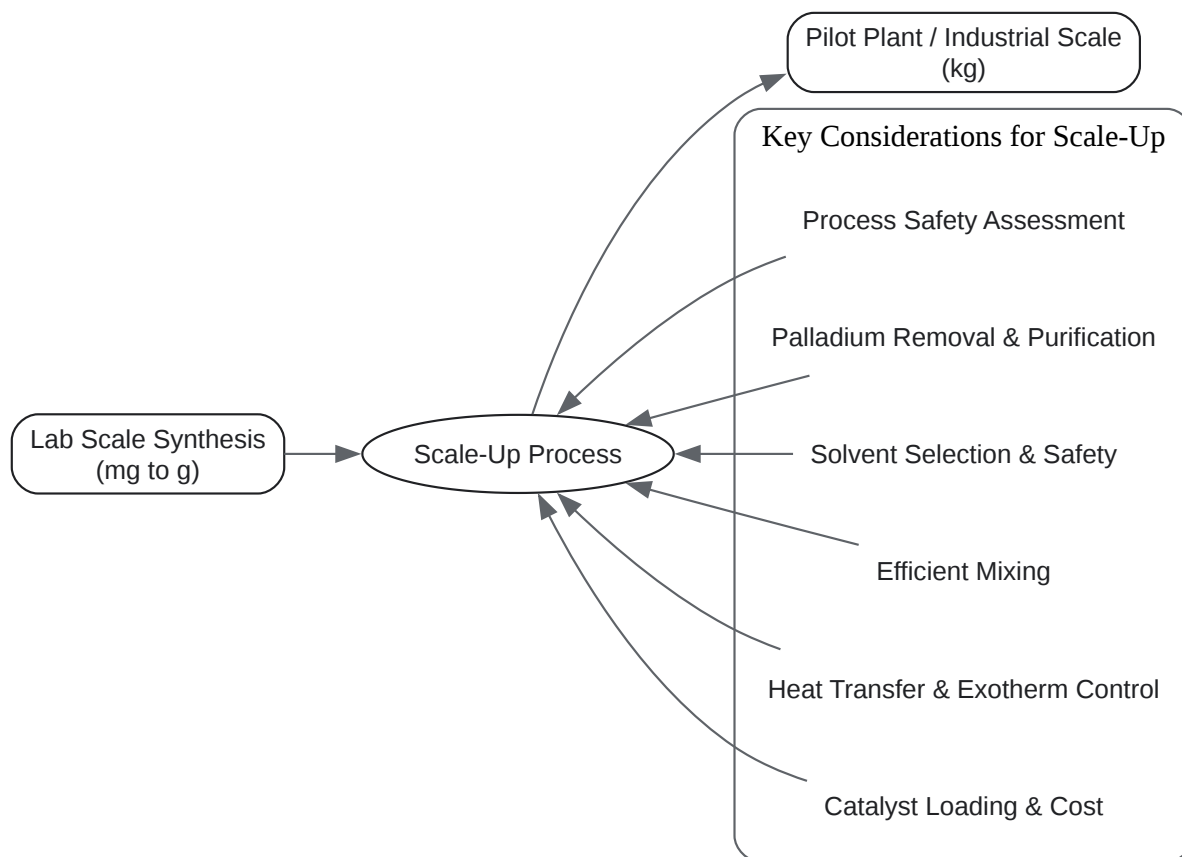 Pilot Plant / Industrial Scale
(kg)
Key Considerations for Scale-Up
Process Safety Assessment
Palladium Removal & Purification
Lab Scale Synthesis
(mg to g)
Scale-Up Process
Solvent Selection & Safety
Efficient Mixing
Heat Transfer & Exotherm Control
Catalyst Loading & Cost